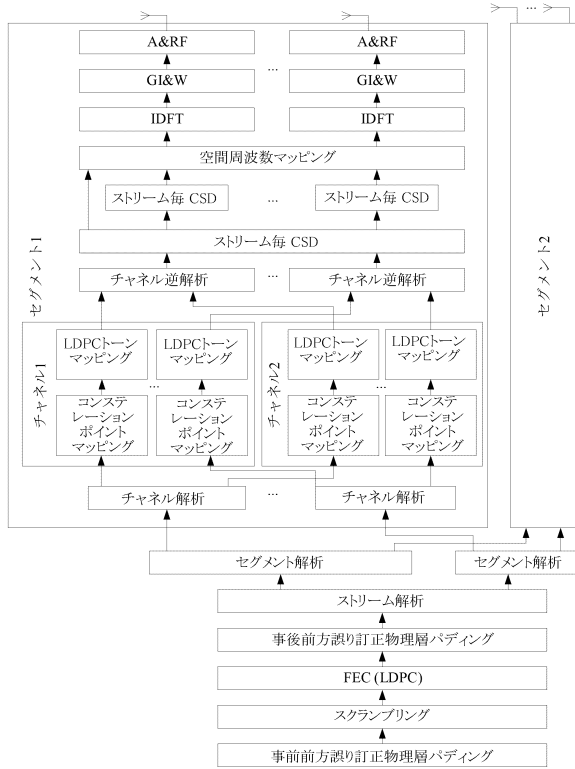 ...
A&RF
A&RF
...
GI&W
GI&W
IDFT
IDFT
空間周波数マッピング
ストリーム毎 CSD
...
ストリーム毎 CSD
ストリーム毎 CSD
セグメント1
セグメント2
チャネル逆解析
...
チャネル逆解析
チャネル1
LDPCトーン
マッピング
LDPCトーン
マッピング
...
コンステ
レーション
ポイント
マッピング
コンステ
レーション
ポイント
マッピング
チャネル2
LDPCトーン
マッピング
LDPCトーン
マッピング
...
コンステ
レーション
ポイント
マッピング
コンステ
レーション
ポイント
マッピング
チャネル解析
...
チャネル解析
セグメント解析
セグメント解析
ストリーム解析
事後前方誤り訂正物理層パディング
FEC (LDPC)
スクランブリング
事前前方誤り訂正物理層パディング